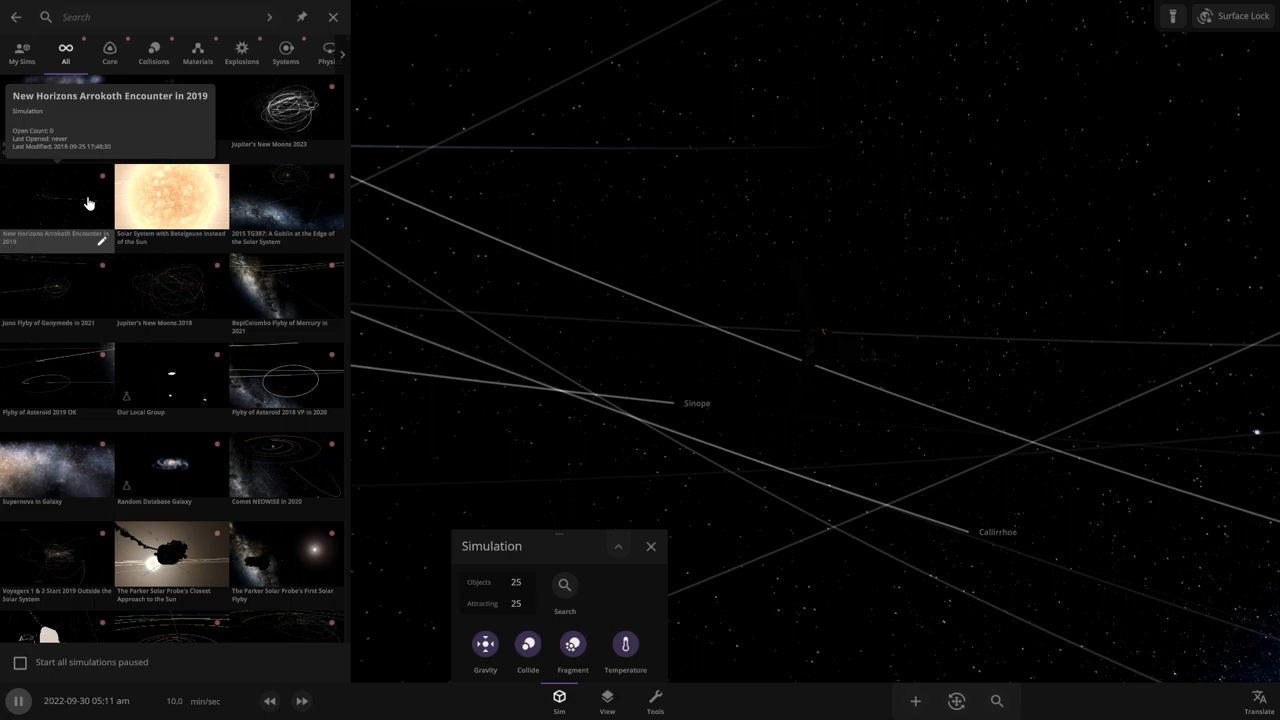 Search
Surface Lock
My Sims
All
Core
Collisions
Materials
Explosions
Systems
Physi
New Horizons Arrokoth Encounter in 2019
Simulation
Open Count: 0
Last Opened: never
Last Modified: 2018-09-25 17:48:30
Jupiter's New Moons 2023
New Horizons Arrokoth Encounter in
2019
Solar System with Betelgeuse Instead
of the Sun
2015 TG387: A Goblin at the Edge of
the Solar System
Juno Flyby of Ganymede in 2021
Jupiter's New Moons 2018
BepiColombo Flyby of Mercury in
2021
Flyby of Asteroid 2019 OK
Our Local Group
Flyby of Asteroid 2018 VP in 2020
Sinope
Supernova in Galaxy
Random Database Galaxy
Comet NEOWISE in 2020
Callirrhoe
Voyagers 1 & 2 Start 2019 Outside the
Solar System
The Parker Solar Probe's Closest
Approach to the Sun
The Parker Solar Probe's First Solar
Flyby
Simulation
Objects 25
Attracting 25
Search
Gravity
Collide
Fragment
Temperature
Start all simulations paused
2022-09-30 05:11 am
10,0 min/sec
Sim
View
Tools
Translate